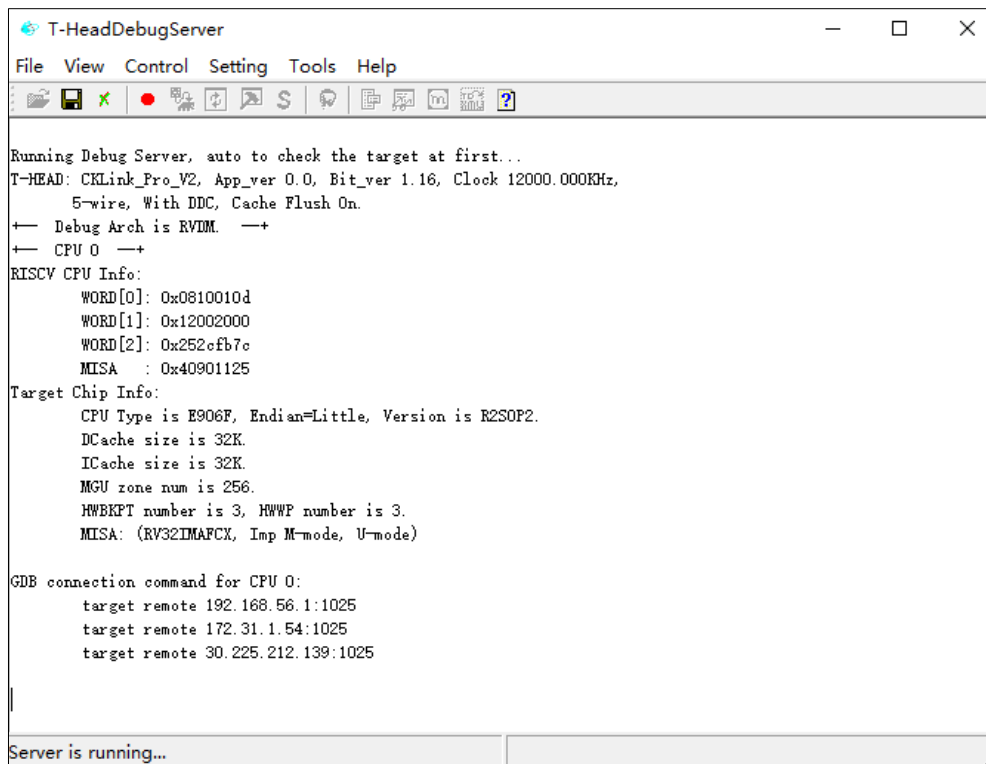 T-HeadDebugServer
File View Control Setting Tools Help
Running Debug Server, auto to check the target at first...
T-HEAD: CKLink_Pro_V2, App_ver 0.0, Bit_ver 1.16, Clock 12000.000KHz,
5-wire, With DDC, Cache Flush On.
+-- Debug Arch is RVDM. --+
+-- CPU 0 --+
RISCV CPU Info:
WORD[0]: 0x0810010d
WORD[1]: 0x12002000
WORD[2]: 0x252cfb7c
MISA : 0x40901125
Target Chip Info:
CPU Type is E906F, Endian=Little, Version is R2S0P2.
DCache size is 32K.
ICache size is 32K.
MGU zone num is 256.
HWBKPT number is 3, HWWP number is 3.
MISA: (RV32IMAFCX, Imp M-mode, U-mode)
GDB connection command for CPU 0:
target remote 192.168.56.1:1025
target remote 172.31.1.54:1025
target remote 30.225.212.139:1025
Server is running...